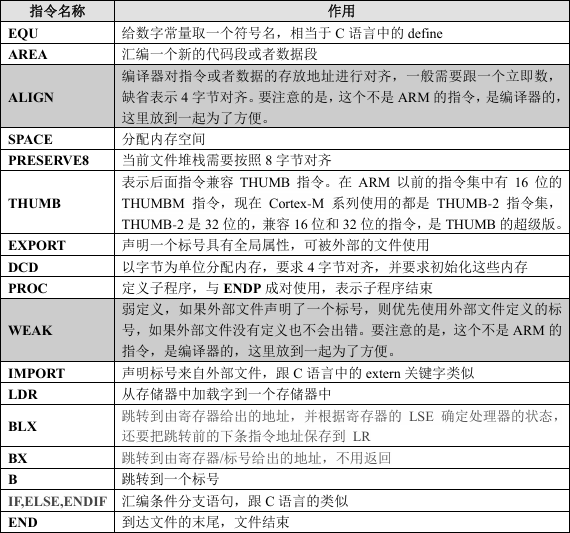 指令名称 作用
EQU 给数字常量取一个符号名，相当于 C 语言中的 define
AREA 汇编一个新的代码段或者数据段
编译器对指令或者数据的存放地址进行对齐，一般需要跟一个立即数，
ALIGN 缺省表示 4 字节对齐。要注意的是，这个不是 ARM 的指令，是编译器的，
这里放到一起为了方便。
SPACE 分配内存空间
PRESERVE8 当前文件堆栈需要按照 8 字节对齐
表示后面指令兼容 THUMB 指令。在 ARM 以前的指令集中有 16 位的
THUMB THUMBM 指令，现在 Cortex-M 系列使用的都是 THUMB-2 指令集，
THUMB-2 是 32 位的，兼容 16 位和 32 位的指令，是 THUMB 的超级版。
EXPORT 声明一个标号具有全局属性，可被外部的文件使用
DCD 以字节为单位分配内存，要求 4 字节对齐，并要求初始化这些内存
PROC 定义子程序，与 ENDP 成对使用，表示子程序结束
弱定义，如果外部文件声明了一个标号，则优先使用外部文件定义的标
WEAK 号，如果外部文件没有定义也不会出错。要注意的是，这个不是 ARM 的
指令，是编译器的，这里放到一起为了方便。
IMPORT 声明标号来自外部文件，跟 C 语言中的 extern 关键字类似
LDR 从存储器中加载字到一个存储器中
BLX 跳转到由寄存器给出的地址，并根据寄存器的 LSE 确定处理器的状态，
还要把跳转前的下条指令地址保存到 LR
BX 跳转到由寄存器/标号给出的地址，不用返回
B 跳转到一个标号
IF,ELSE,ENDIF 汇编条件分支语句，跟 C 语言的类似
END 到达文件的末尾，文件结束